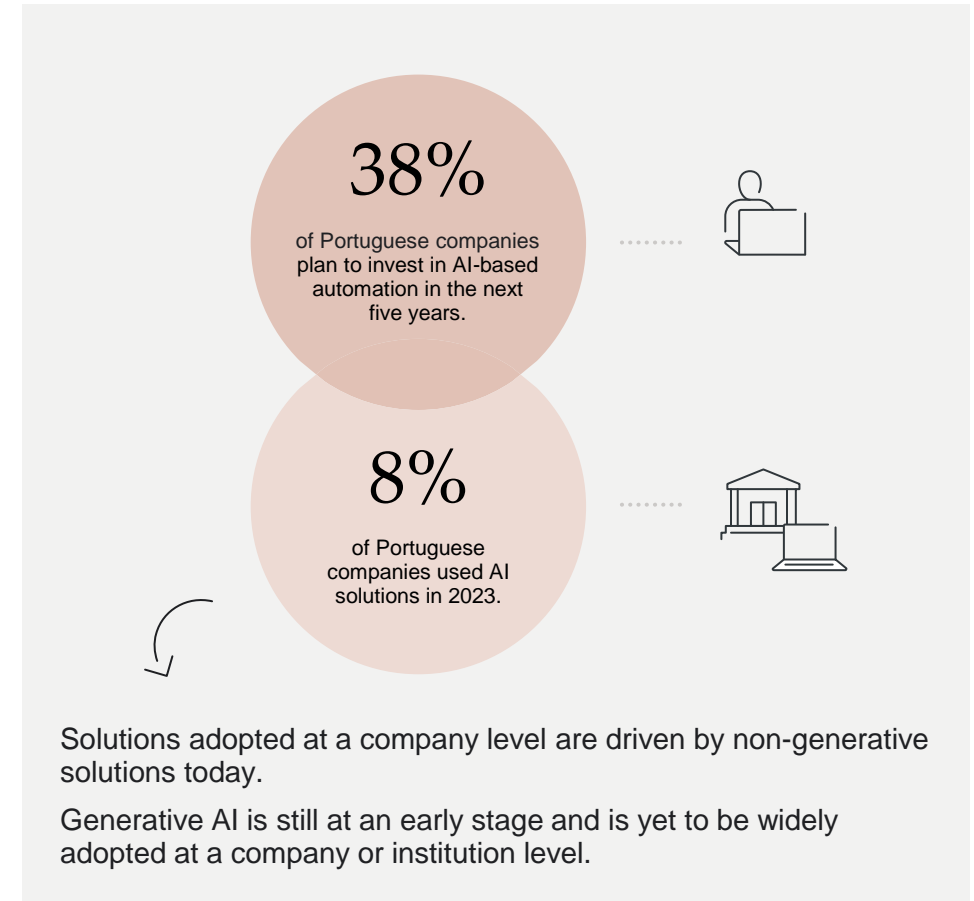 38%
of Portuguese companies
plan to invest in AI-based
automation in the next
five years.
8%
of Portuguese
companies used AI
solutions in 2023.
Solutions adopted at a company level are driven by non-generative
solutions today.
Generative AI is still at an early stage and is yet to be widely
adopted at a company or institution level.